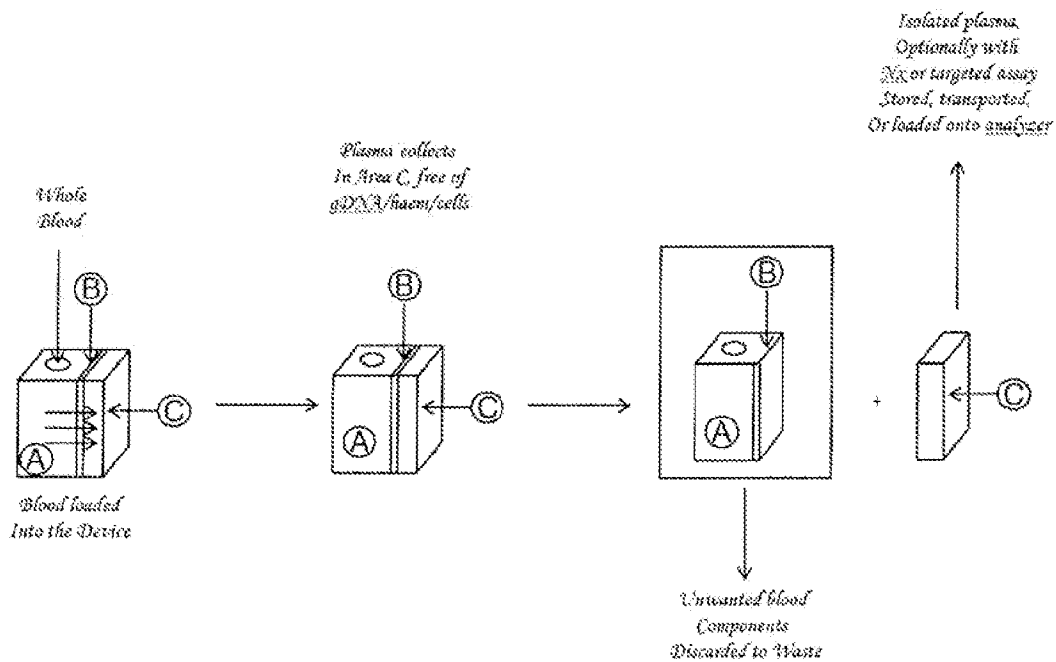 Isolated plasma,
Optionally with
Nx or targeted assay
Stored, transported,
Or loaded onto analyzer
Plasma collects
In Area C, free of
gDNA/haem/cells
Whole
Blood
B
B
B
C
C
C
A
A
A
+
Blood loaded
Into the Device
Unwanted blood
Components
Discarded to Waste